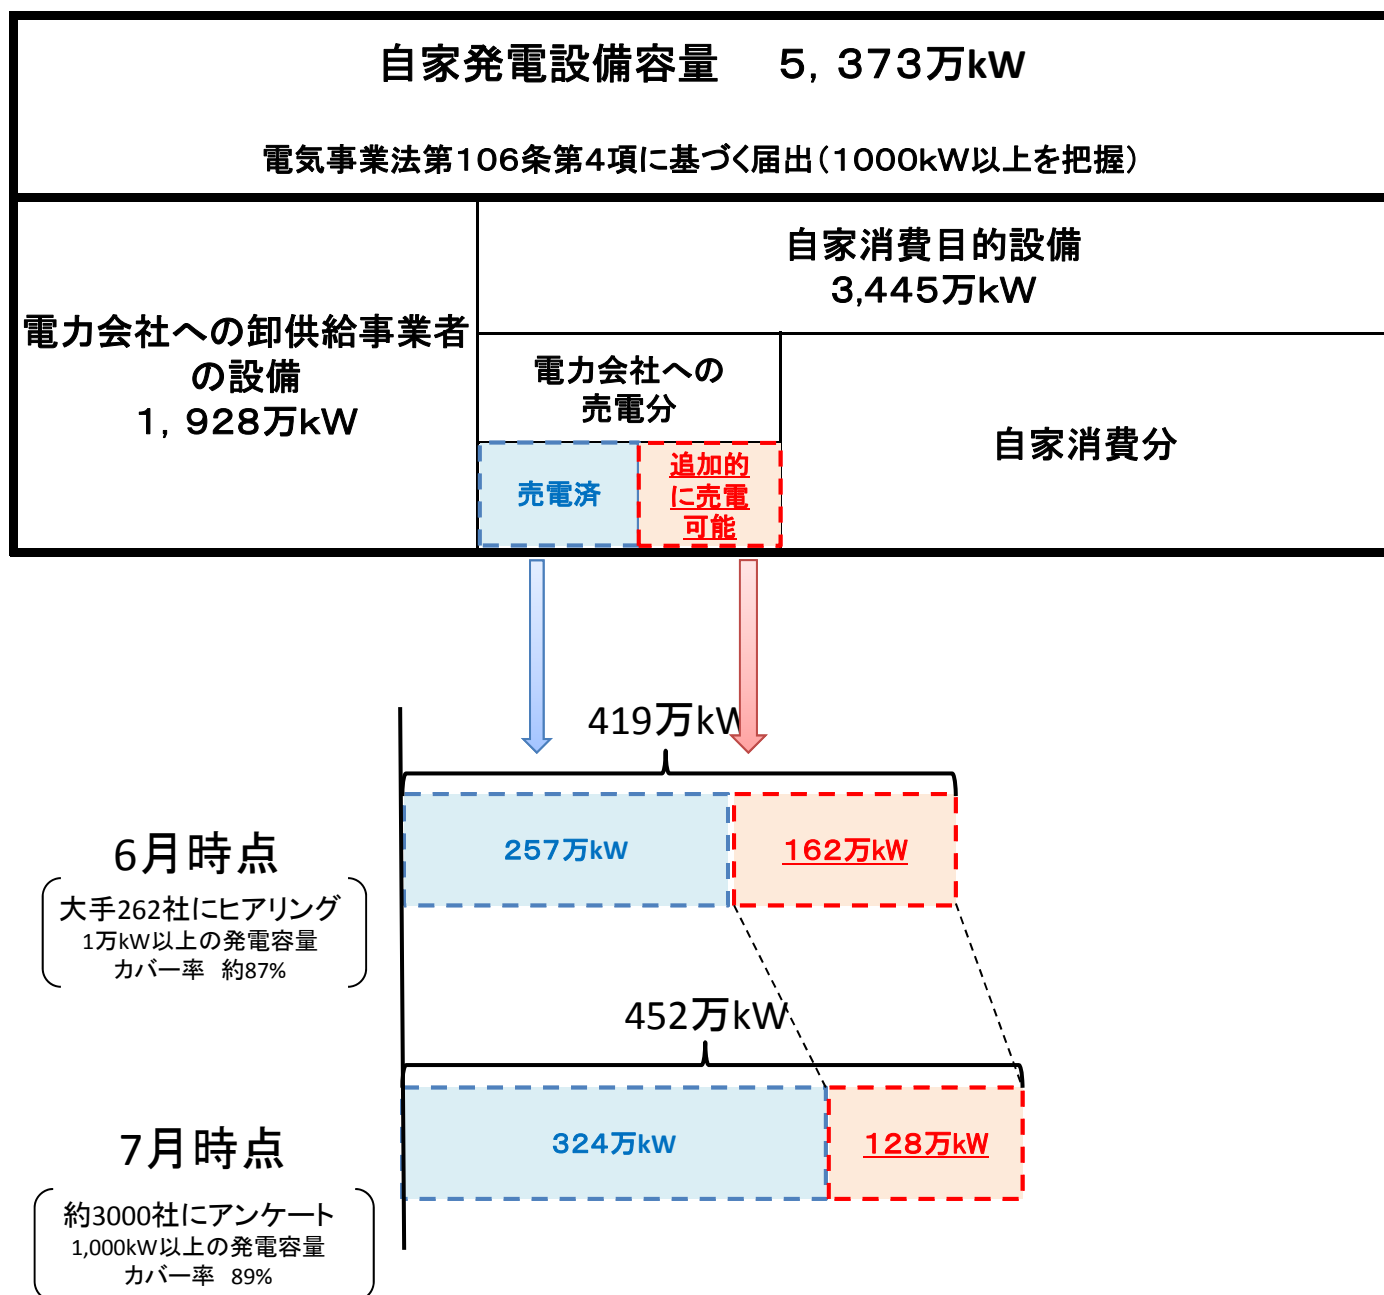 自家発電設備容量　５，３７３万kW
電気事業法第１０６条第４項に基づく届出（１０００kW以上を把握）
電力会社への卸供給事業者
の設備
１，９２８万kW
自家消費目的設備
3,445万kW
電力会社への
売電分
売電済
追加的
に売電
可能
自家消費分
419万kW
257万kW
162万kW
6月時点
大手262社にヒアリング
1万kW以上の発電容量
カバー率　約87%
452万kW
324万kW
128万kW
7月時点
約3000社にアンケート
1,000kW以上の発電容量
カバー率　89%